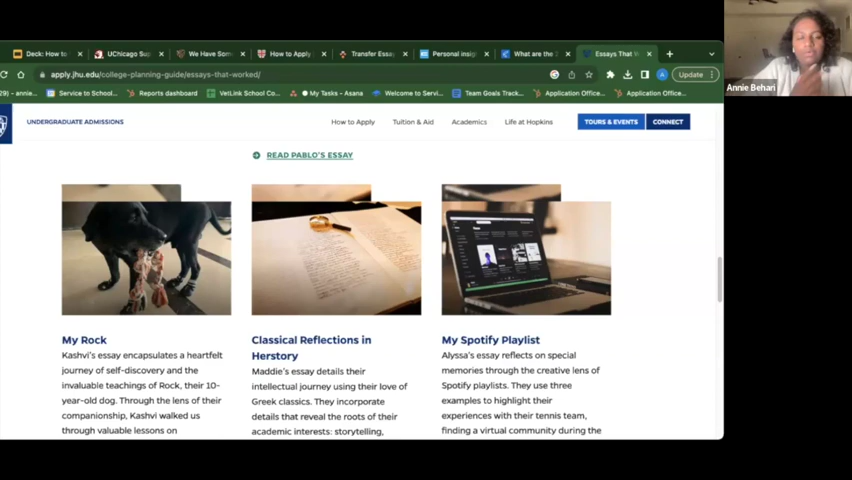 Deck: How to
UChicago Sup
We Have Som
How to Apply
Transfer Essay
Personal insig
What are the 2
Essays That W
apply.jhu.edu/college-planning-guide/essays-that-worked/
Update
29) - annie...
Service to School...
Reports dashboard
VetLink School Co...
My Tasks - Asana
Welcome to Servi...
Team Goals Track...
Application Office...
Application Office...
Annie Behari
UNDERGRADUATE ADMISSIONS
How to Apply
Tuition & Aid
Academics
Life at Hopkins
TOURS & EVENTS
CONNECT
READ PABLO'S ESSAY
My Rock
Kashvi's essay encapsulates a heartfelt
journey of self-discovery and the
invaluable teachings of Rock, their 10-
year-old dog. Through the lens of their
companionship, Kashvi walked us
through valuable lessons on
Classical Reflections in
Herstory
Maddie's essay details their
intellectual journey using their love of
Greek classics. They incorporate
details that reveal the roots of their
academic interests: storytelling,
My Spotify Playlist
Alyssa's essay reflects on special
memories through the creative lens of
Spotify playlists. They use three
examples to highlight their
experiences with their tennis team,
finding a virtual community during the